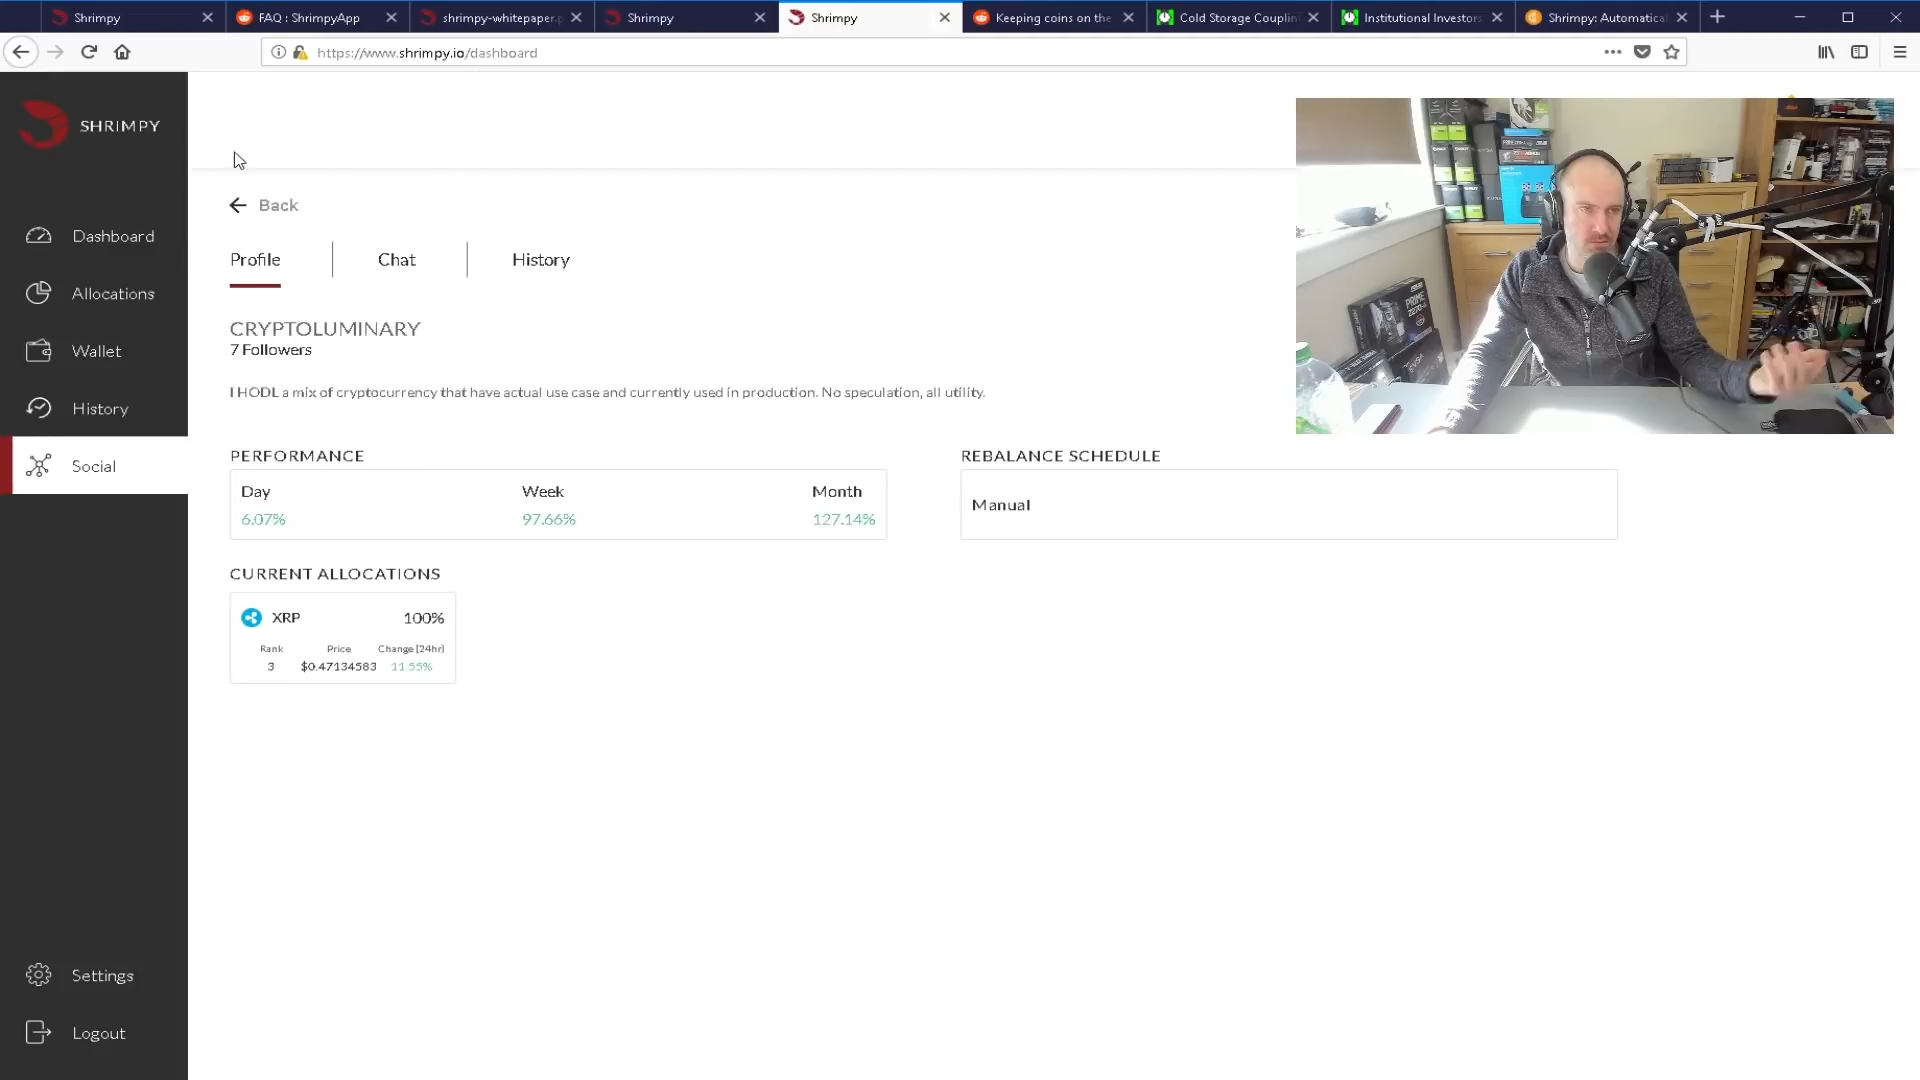 Shrimpy
FAQ : ShrimpyApp
shrimpy-whitepaper.p
Shrimpy
Shrimpy
Keeping coins on the
Cold Storage Couplin
Institutional Investors
Shrimpy: Automatical
https://www.shrimpy.io/dashboard
SHRIMPY
Dashboard
Allocations
Wallet
History
Social
Settings
Logout
Back
Profile
Chat
History
CRYPTOLUMINARY
7 Followers
I HODL a mix of cryptocurrency that have actual use case and currently used in production. No speculation, all utility.
PERFORMANCE
Day Week Month
6.07% 97.66% 127.14%
REBALANCE SCHEDULE
Manual
CURRENT ALLOCATIONS
XRP 100%
Rank Price Change (24hr)
3 $0.47134583 11.55%
PRIME